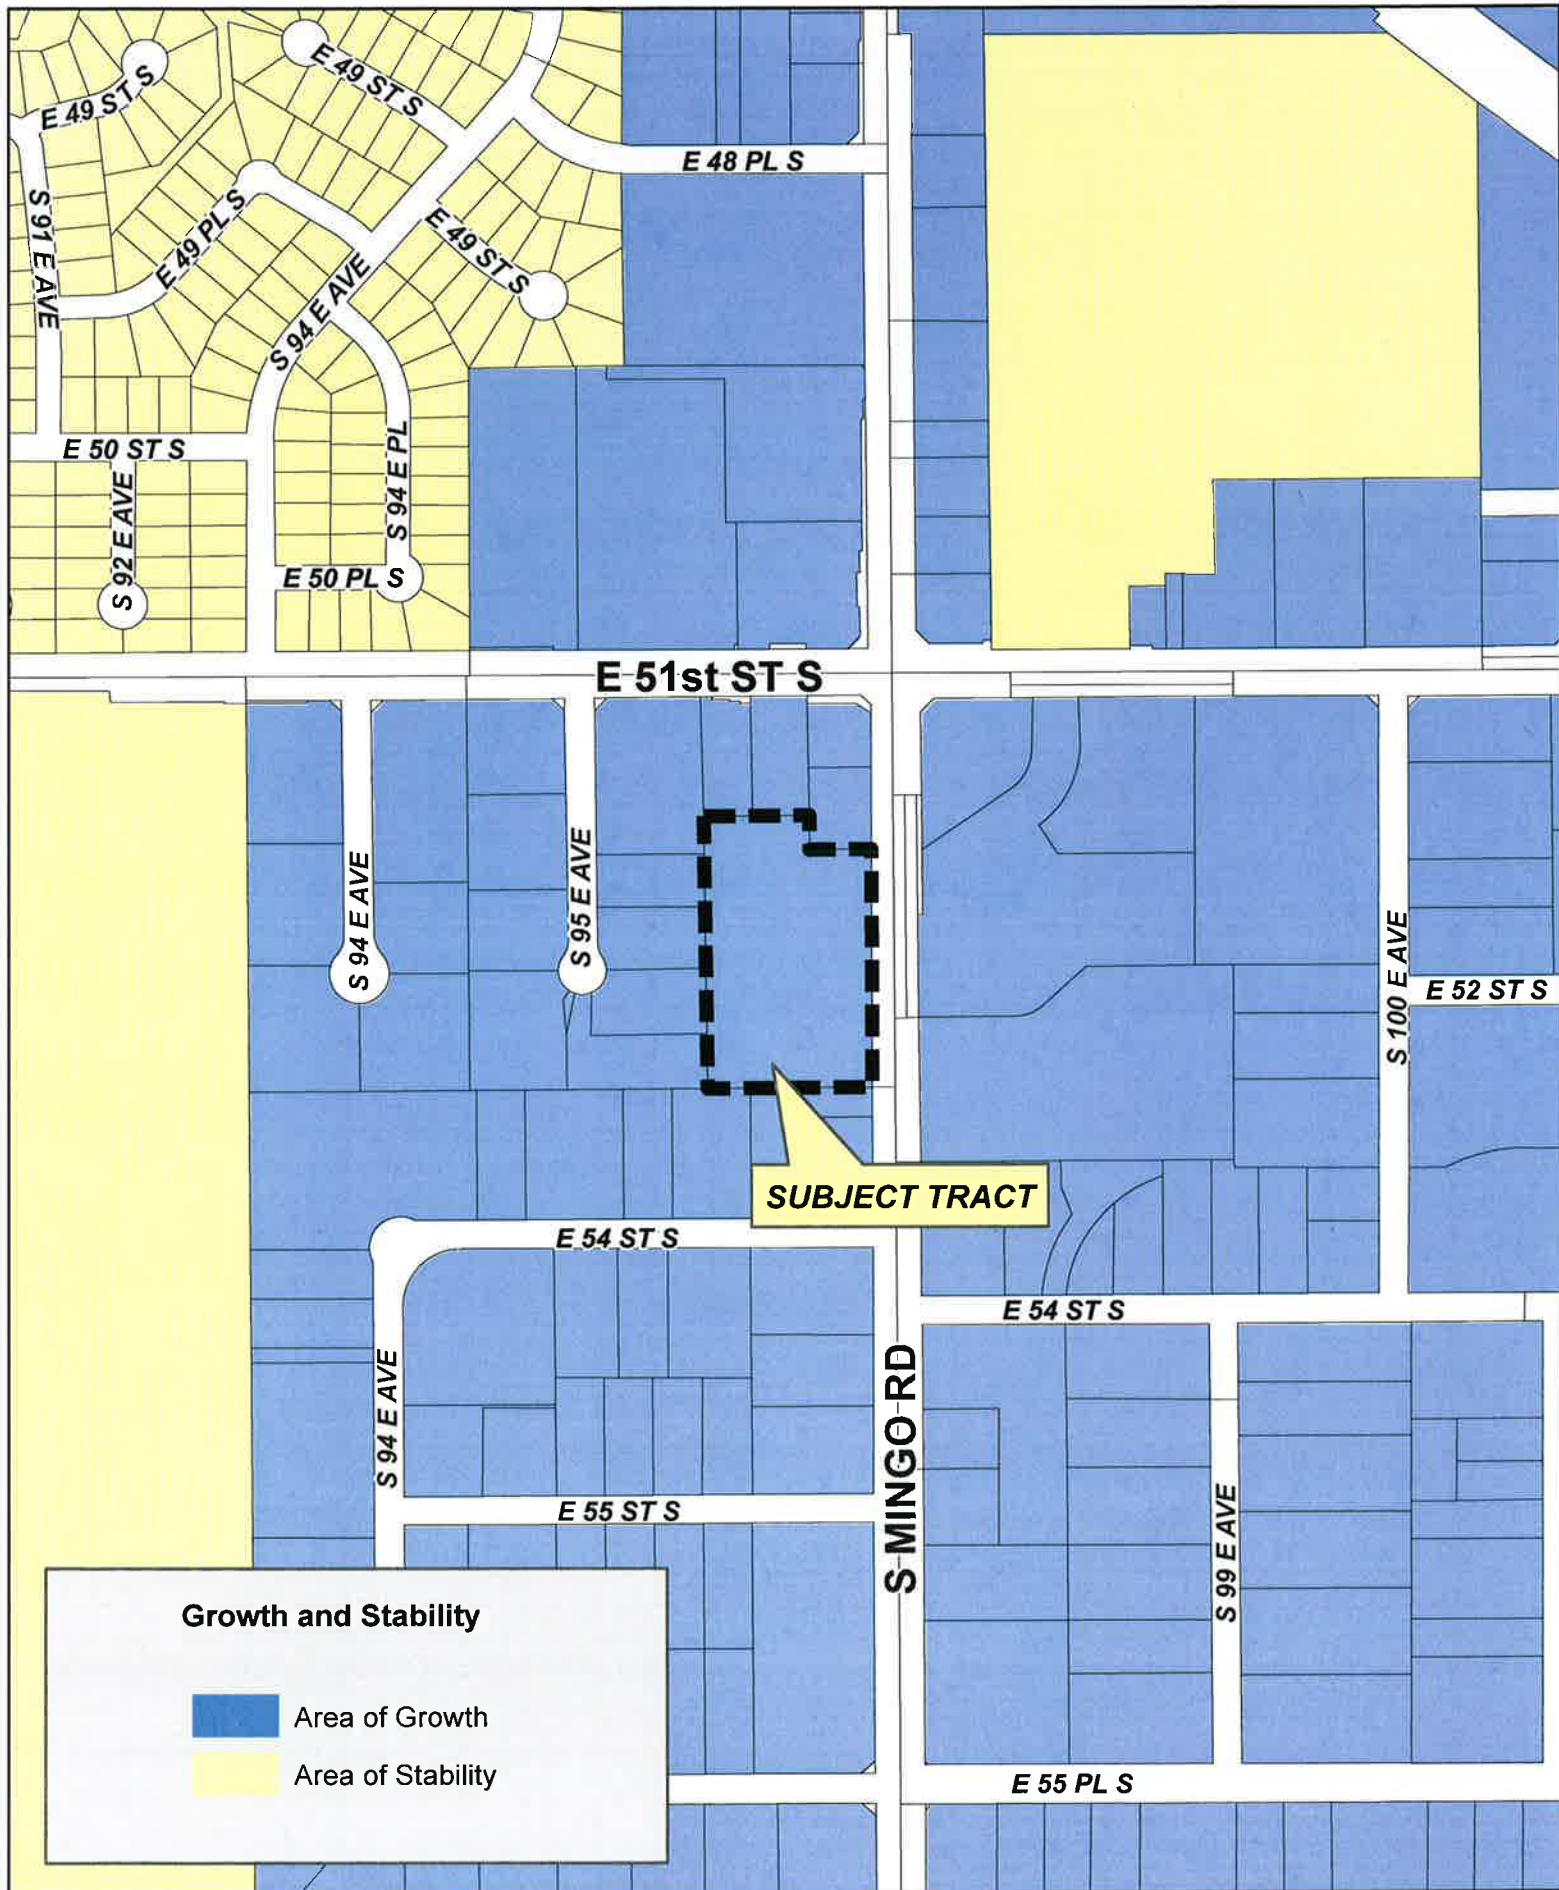 E 49 ST S
E 49 ST S
E 48 PL S
S 91 E AVE
E 49 PL S
E 49 ST S
S 94 E AVE
E 50 ST S
S 94 E PL
S 92 E AVE
E 50 PL S
E 51st ST S
S 94 E AVE
S 95 E AVE
S 100 E AVE
E 52 ST S
SUBJECT TRACT
E 54 ST S
E 54 ST S
S 94 E AVE
S MINGO RD
E 55 ST S
S 99 E AVE
Growth and Stability
Area of Growth
Area of Stability
E 55 PL S